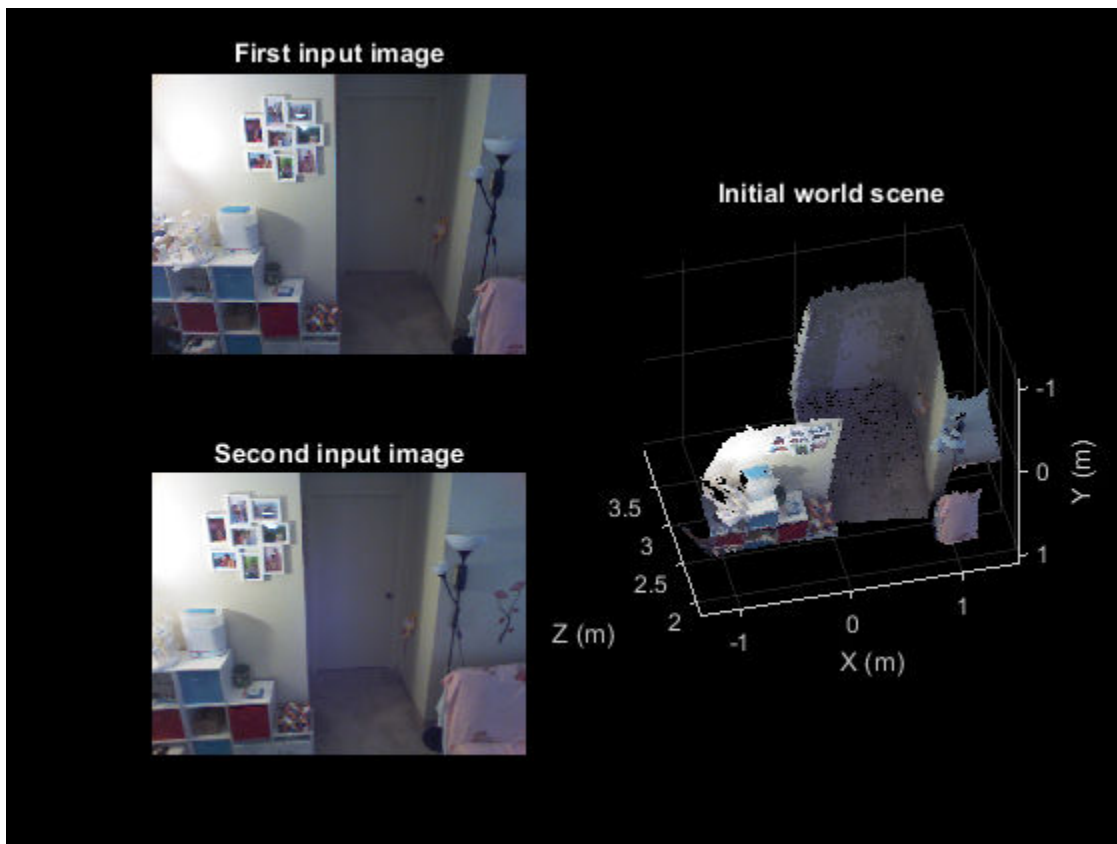 First input image
Second input image
Initial world scene
-1
0
1
Y (m)
3.5
3
2.5
2
Z (m)
-1
0
1
X (m)